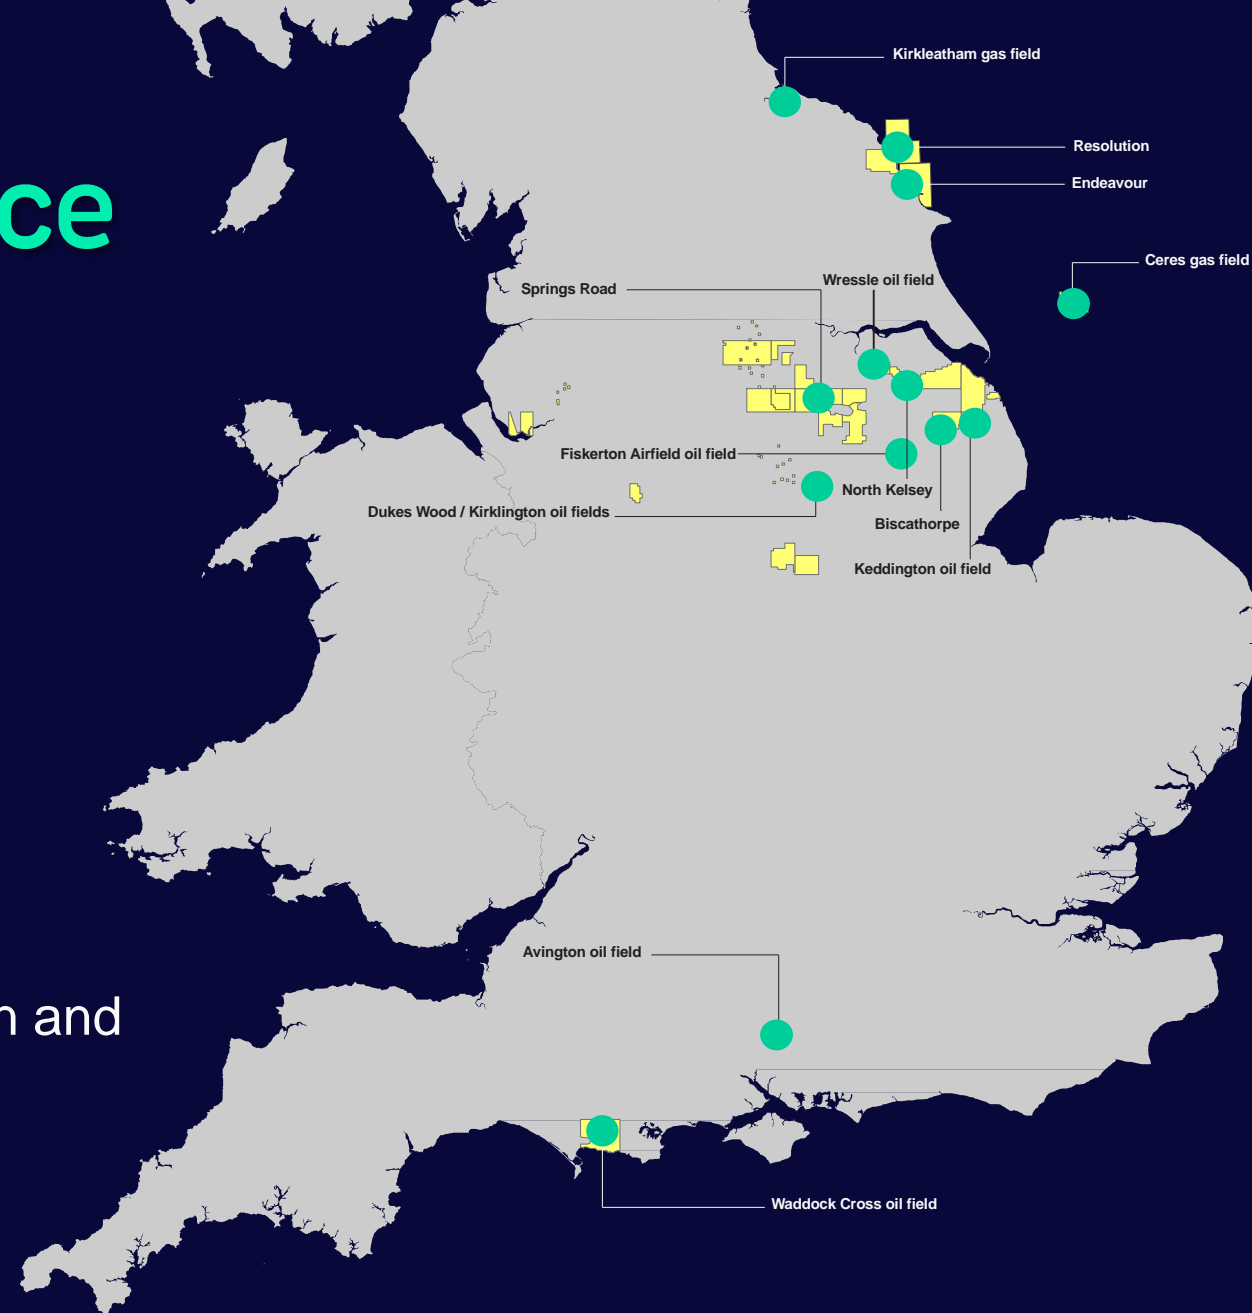 Kirkleatham gas field
Resolution
ce
Endeavour
Ceres gas field
Wressle oil field
Springs Road
Fiskerton Airfield oil field
North Kelsey
Dukes Wood / Kirklington oil fields
Biscathorpe
Keddington oil field
Avington oil field
n and
Waddock Cross oil field